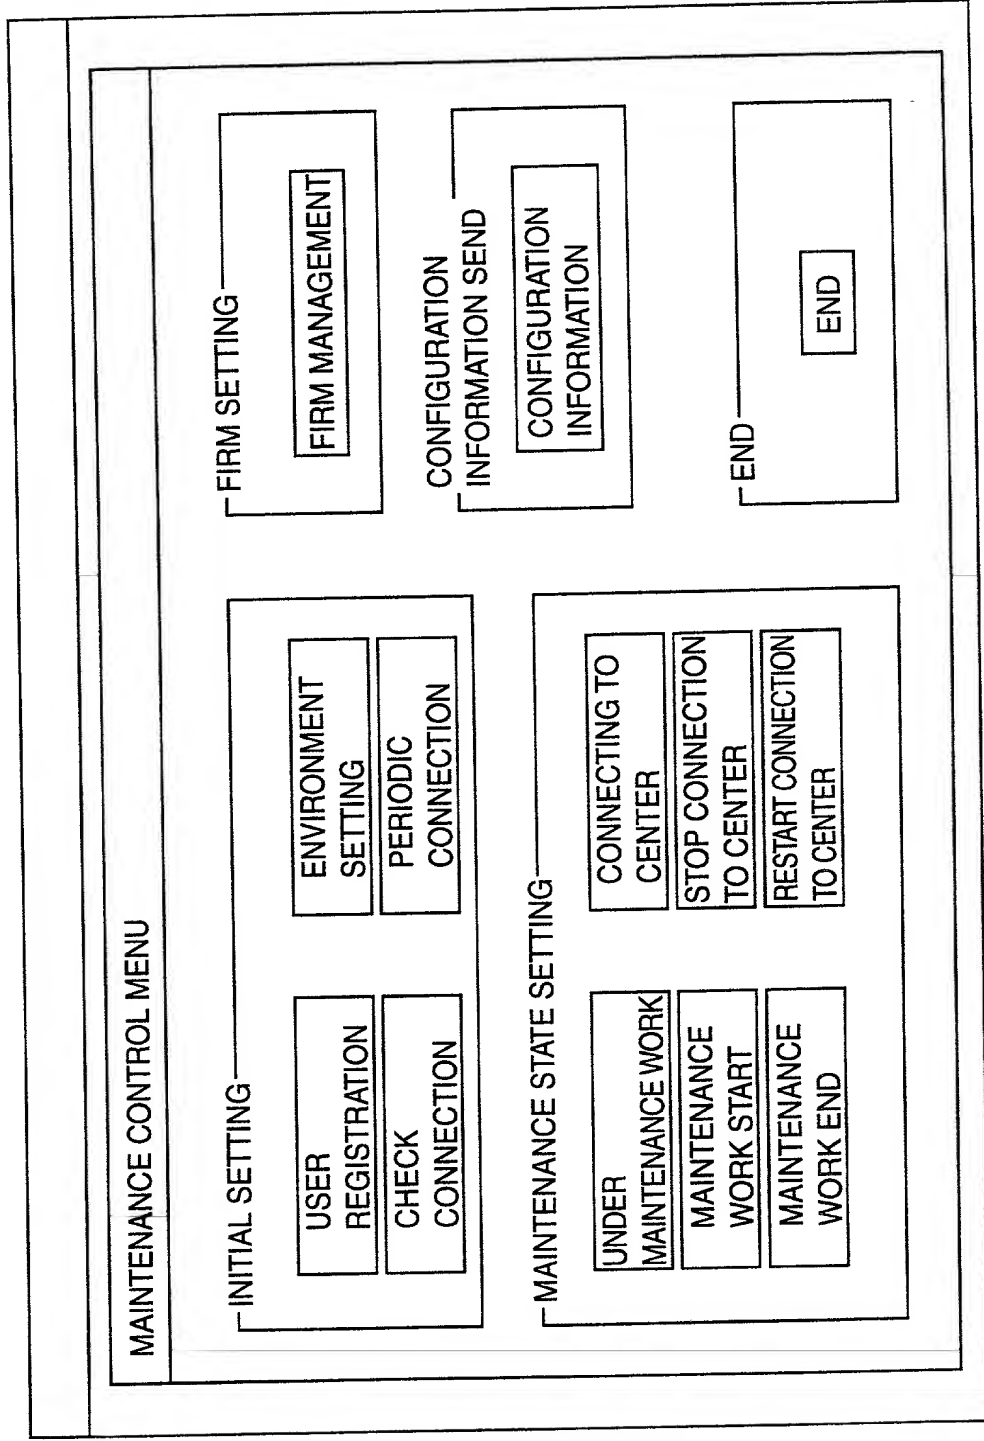 MAINTENANCE CONTROL MENU
INITIAL SETTING
USER
REGISTRATION
CHECK
CONNECTION
ENVIRONMENT
SETTING
PERIODIC
CONNECTION
MAINTENANCE STATE SETTING
UNDER
MAINTENANCE WORK
MAINTENANCE
WORK START
MAINTENANCE
WORK END
CONNECTING TO
CENTER
STOP CONNECTION
TO CENTER
RESTART CONNECTION
TO CENTER
FIRM SETTING
FIRM MANAGEMENT
CONFIGURATION
INFORMATION SEND
CONFIGURATION
INFORMATION
END
END